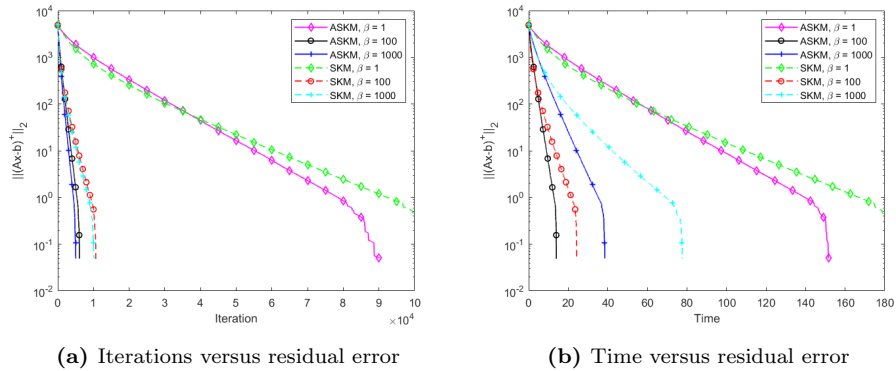 10^4
10^3
10^2
10^1
10^0
10^-1
10^-2
||(Ax-b)^+||_2
0 1 2 3 4 5 6 7 8 9 10
Iteration
×10^4
ASKM, β = 1
ASKM, β = 100
ASKM, β = 1000
SKM, β = 1
SKM, β = 100
SKM, β = 1000
(a) Iterations versus residual error
10^4
10^3
10^2
10^1
10^0
10^-1
10^-2
||(Ax-b)^+||_2
0 20 40 60 80 100 120 140 160 180
Time
ASKM, β = 1
ASKM, β = 100
ASKM, β = 1000
SKM, β = 1
SKM, β = 100
SKM, β = 1000
(b) Time versus residual error